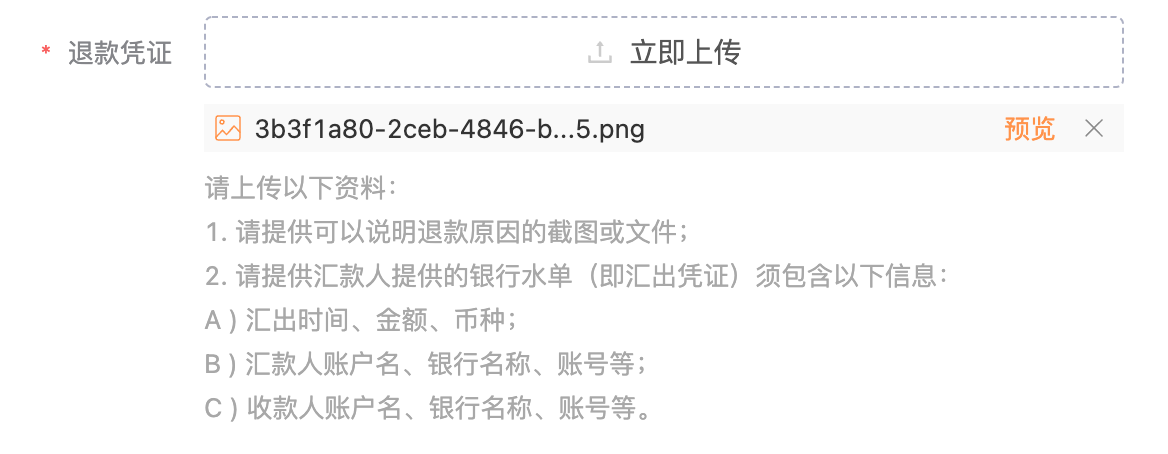 * 退款凭证
立即上传
3b3f1a80-2ceb-4846-b...5.png
预览
请上传以下资料：
1. 请提供可以说明退款原因的截图或文件；
2. 请提供汇款人提供的银行水单（即汇出凭证）须包含以下信息：
A ) 汇出时间、金额、币种；
B ) 汇款人账户名、银行名称、账号等；
C ) 收款人账户名、银行名称、账号等。